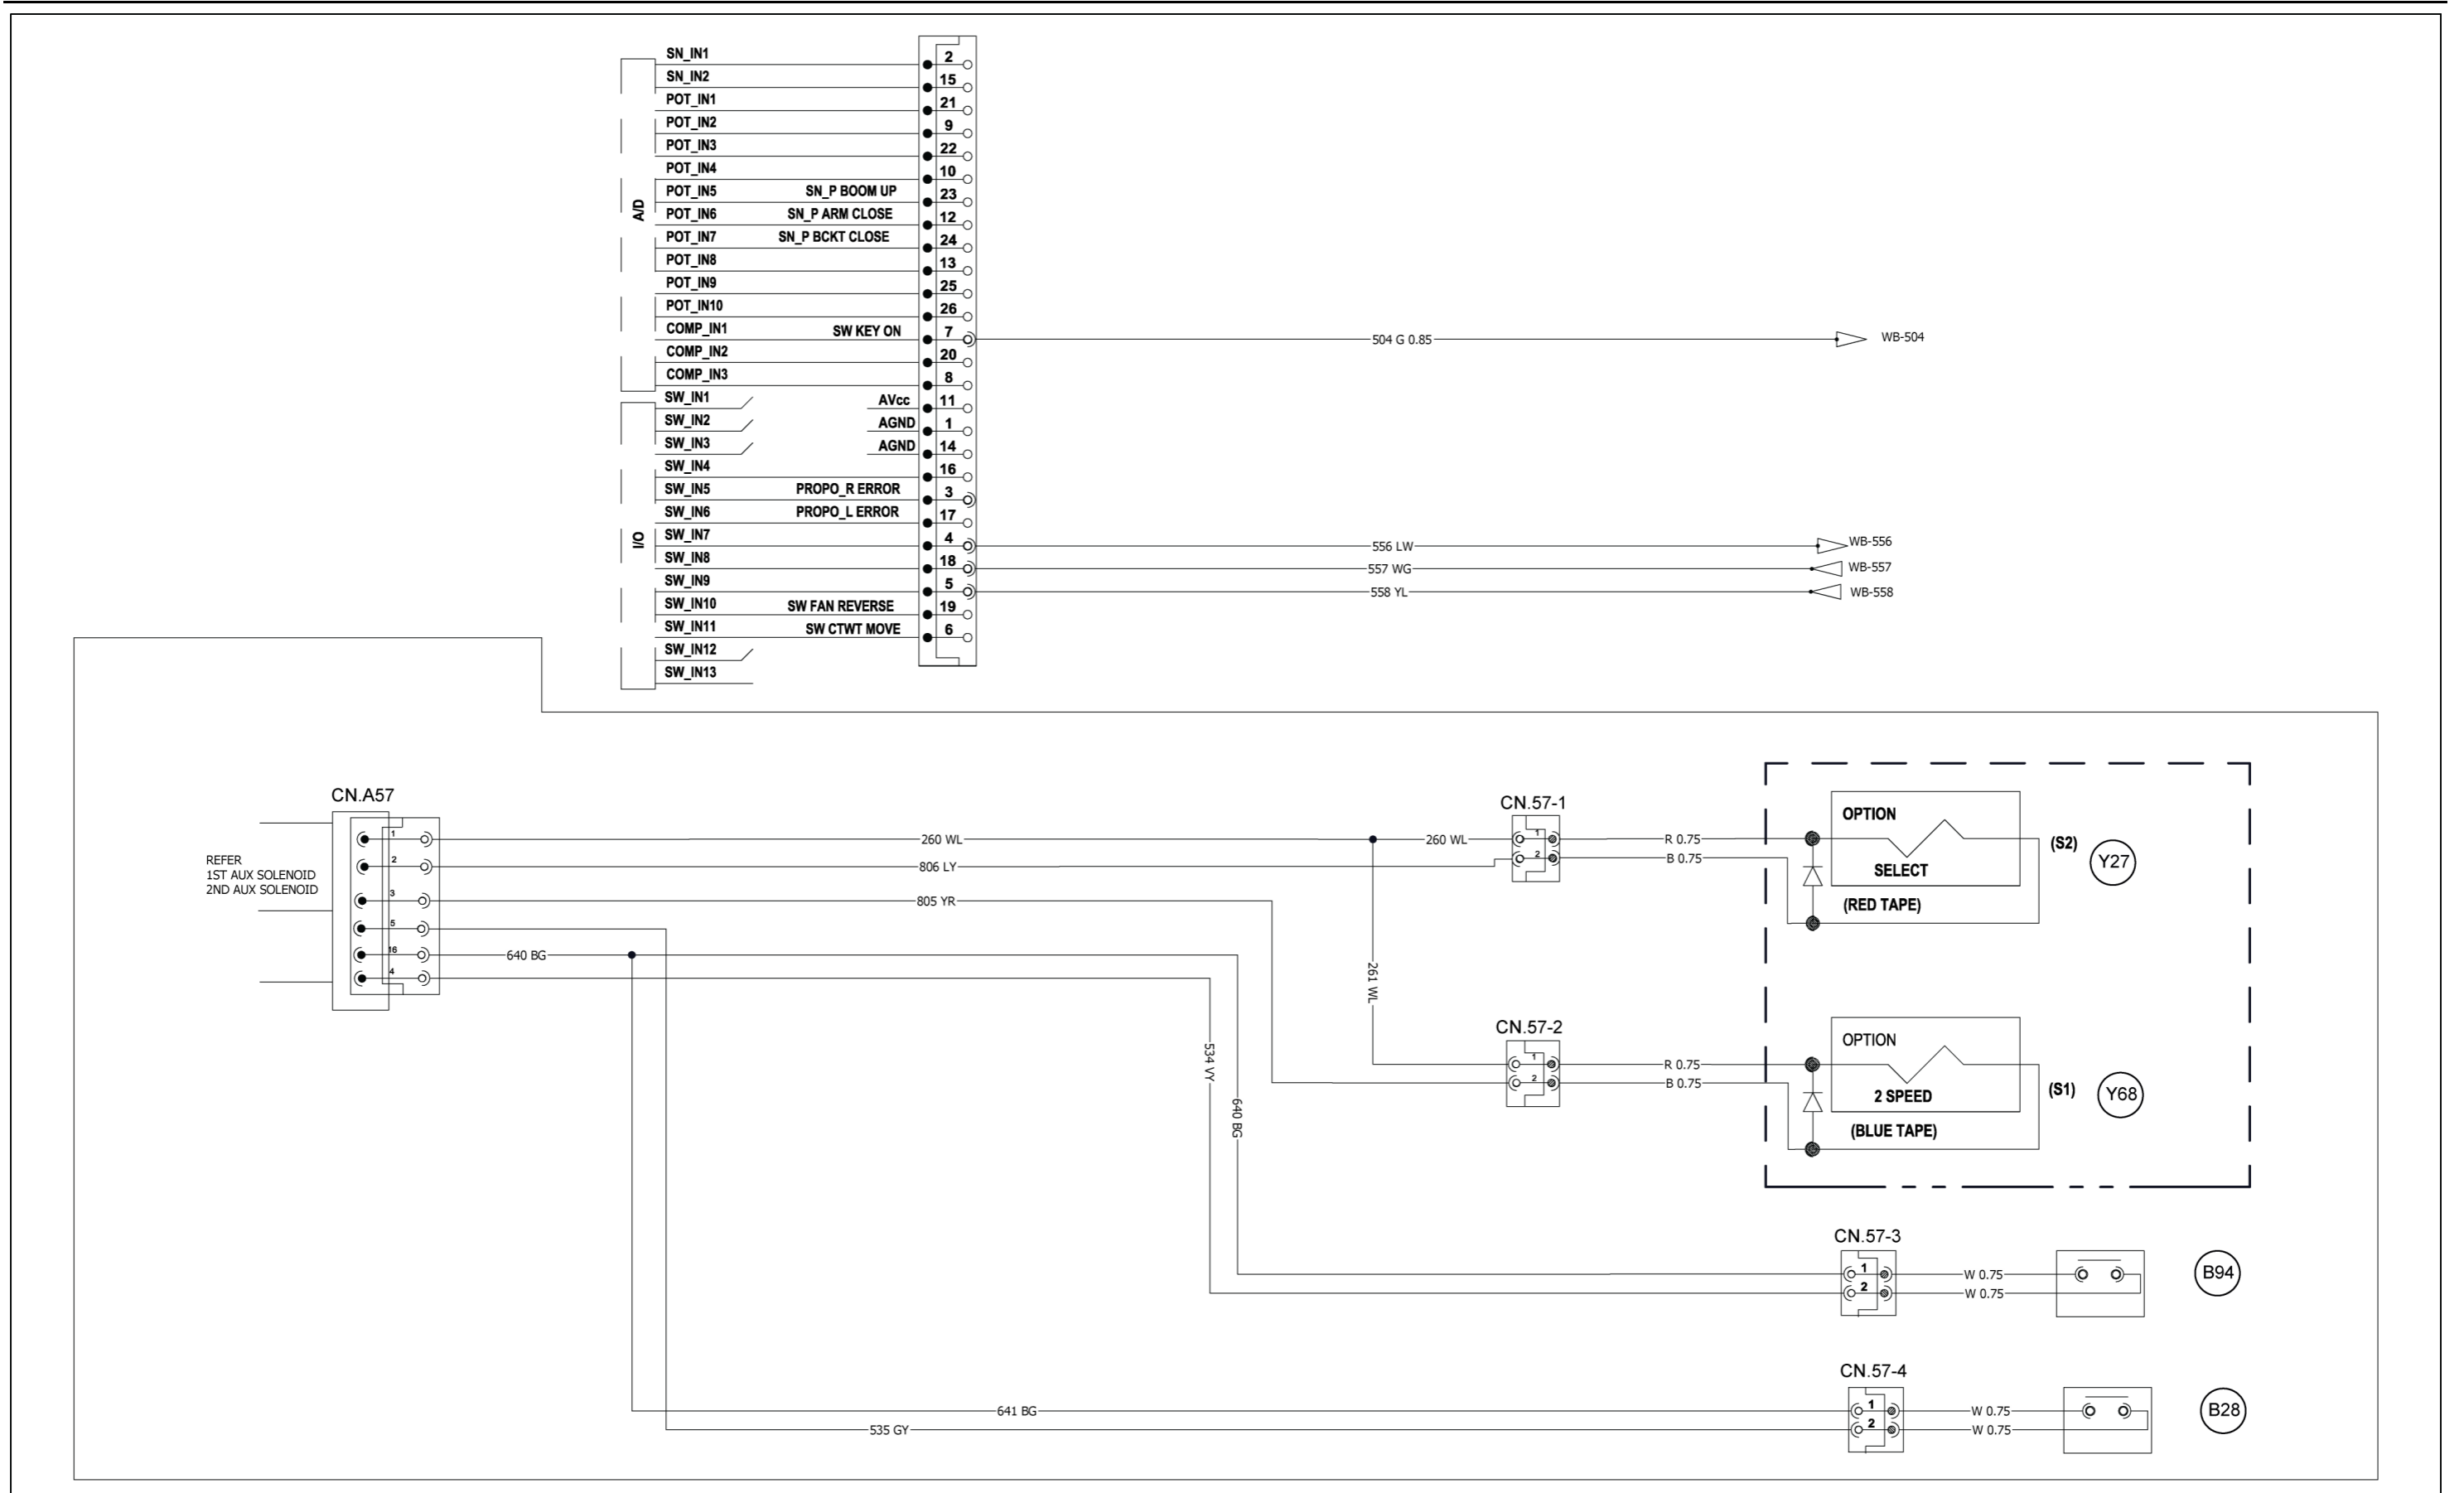 SN_IN1 2
SN_IN2 15
POT_IN1 21
POT_IN2 9
POT_IN3 22
POT_IN4 10
POT_IN5 SN_P BOOM UP 23
POT_IN6 SN_P ARM CLOSE 12
POT_IN7 SN_P BCKT CLOSE 24
POT_IN8 13
POT_IN9 25
POT_IN10 26
COMP_IN1 SW KEY ON 7 504 G 0.85 WB-504
COMP_IN2 20
COMP_IN3 8
A/D
SW_IN1 AVcc 11
SW_IN2 AGND 1
SW_IN3 AGND 14
SW_IN4 16
SW_IN5 PROPO_R ERROR 3
SW_IN6 PROPO_L ERROR 17
SW_IN7 4 556 LW WB-556
SW_IN8 18 557 WG WB-557
SW_IN9 5 558 YL WB-558
SW_IN10 SW FAN REVERSE 19
SW_IN11 SW CTWT MOVE 6
SW_IN12
SW_IN13
I/O
CN.A57
REFER
1ST AUX SOLENOID
2ND AUX SOLENOID
1 260 WL 260 WL
2 806 LY
3 805 YR
5
16 640 BG
4
261 WL
534 VY
640 BG
641 BG
535 GY
CN.57-1
1 R 0.75
2 B 0.75
OPTION
SELECT
(RED TAPE)
(S2)
Y27
CN.57-2
1 R 0.75
2 B 0.75
OPTION
2 SPEED
(BLUE TAPE)
(S1)
Y68
CN.57-3
1 W 0.75
2 W 0.75
B94
CN.57-4
1 W 0.75
2 W 0.75
B28